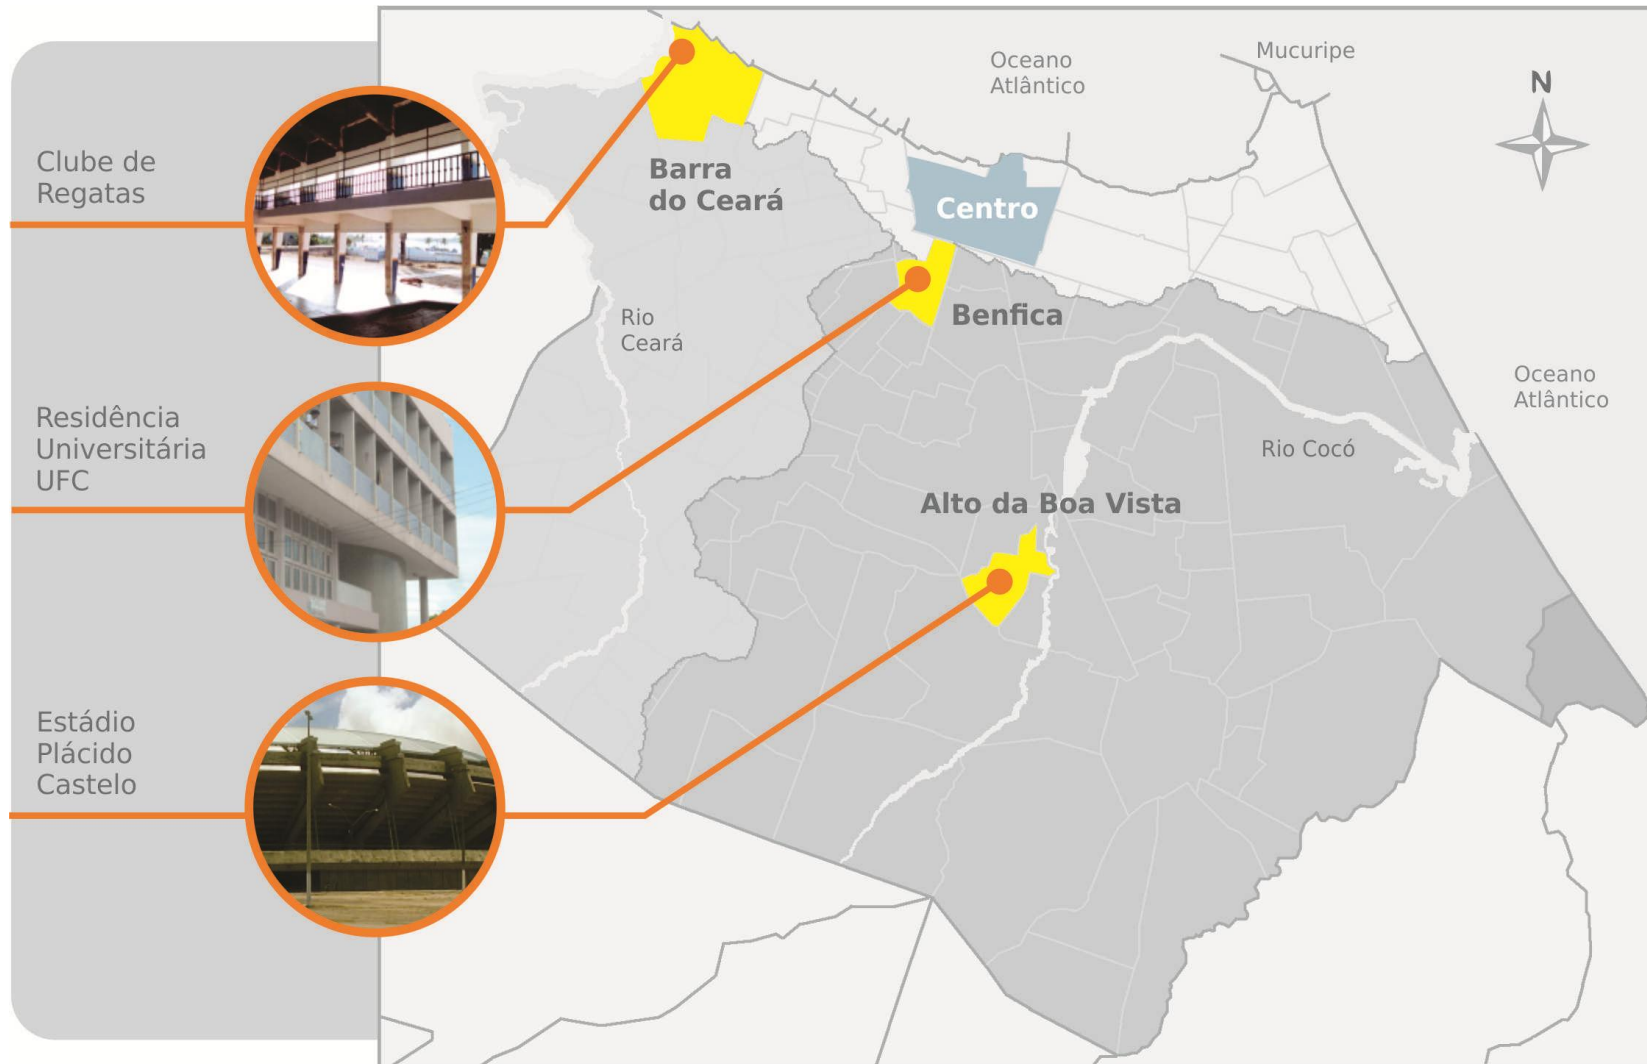 Clube de
Regatas
Residência
Universitária
UFC
Estádio
Plácido
Castelo
Barra
do Ceará
Rio
Ceará
Centro
Benfica
Alto da Boa Vista
Oceano
Atlântico
Mucuripe
N
Oceano
Atlântico
Rio Cocó